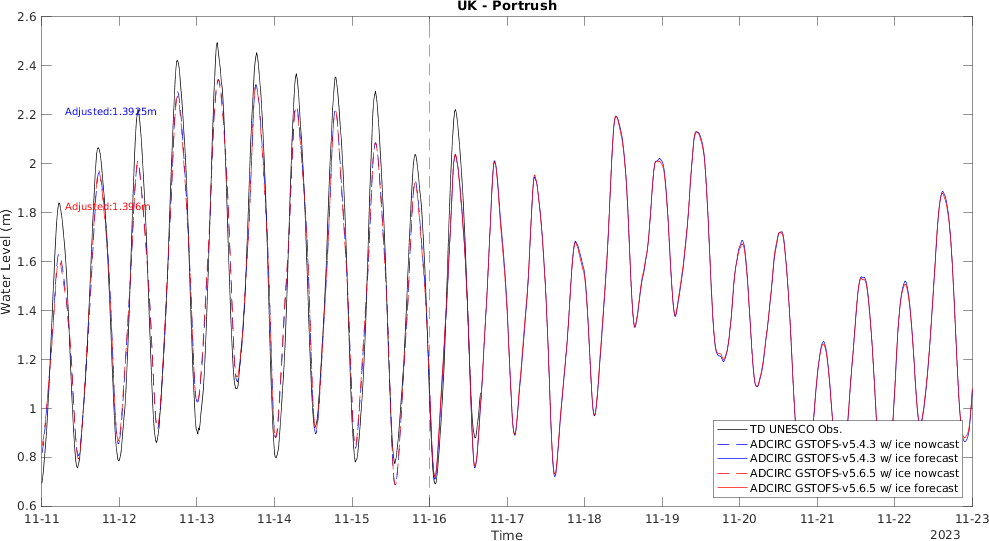 UK - Portrush
2.6
2.4
2.2
2
1.8
1.6
1.4
1.2
1
0.8
0.6
Water Level (m)
Adjusted:1.3925m
Adjusted:1.396m
TD UNESCO Obs.
ADCIRC GSTOFS-v5.4.3 w/ ice nowcast
ADCIRC GSTOFS-v5.4.3 w/ ice forecast
ADCIRC GSTOFS-v5.6.5 w/ ice nowcast
ADCIRC GSTOFS-v5.6.5 w/ ice forecast
11-11 11-12 11-13 11-14 11-15 11-16 11-17 11-18 11-19 11-20 11-21 11-22 11-23
Time
2023